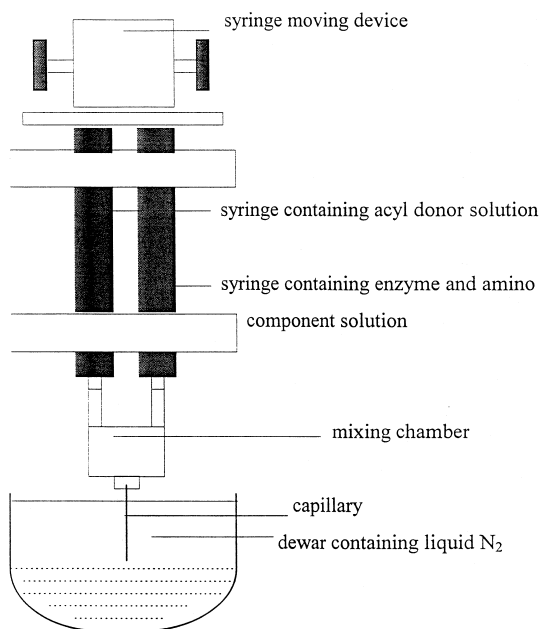 syringe moving device
syringe containing acyl donor solution
syringe containing enzyme and amino
component solution
mixing chamber
capillary
dewar containing liquid N₂